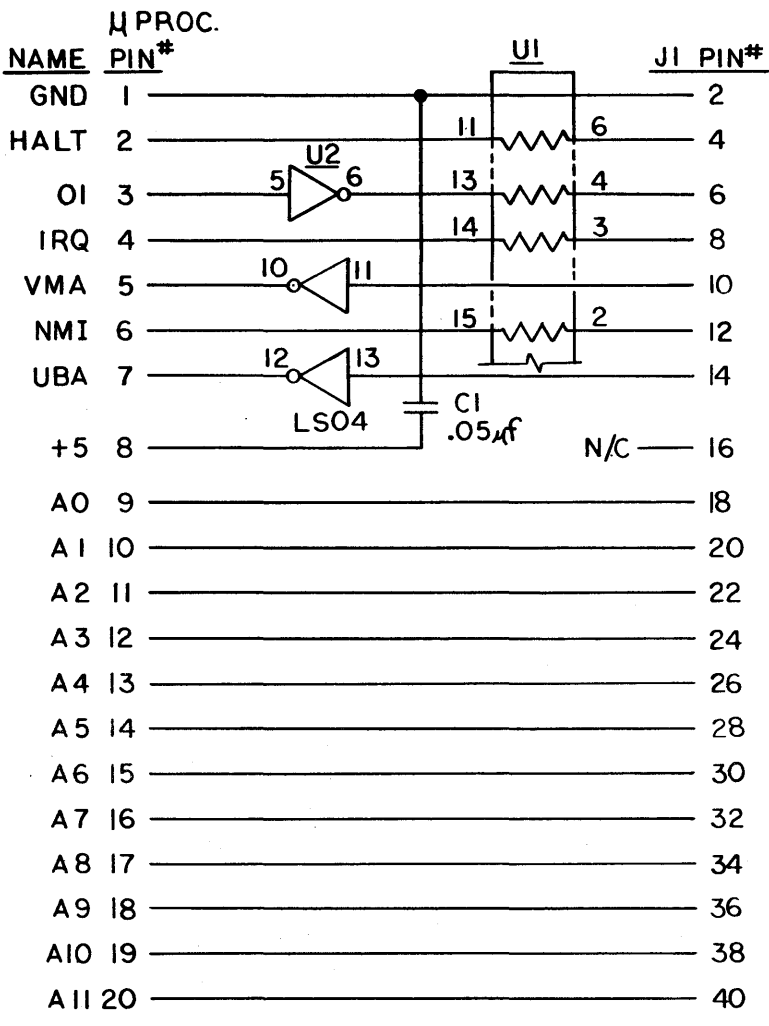 μ PROC.
NAME PIN# U1 J1 PIN#
GND 1 2
HALT 2 11 6 4
O1 3 5 U2 6 13 4 6
IRQ 4 14 3 8
VMA 5 10 11 10
NMI 6 15 2 12
UBA 7 12 13 14
LS04 C1
.05μf
+5 8 N/C 16
A0 9 18
A1 10 20
A2 11 22
A3 12 24
A4 13 26
A5 14 28
A6 15 30
A7 16 32
A8 17 34
A9 18 36
A10 19 38
A11 20 40